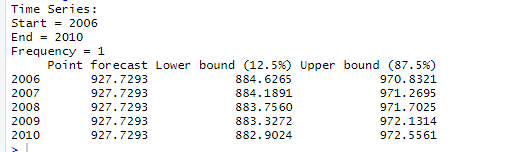 Time Series:
Start = 2006
End = 2010
Frequency = 1
Point forecast Lower bound (12.5%) Upper bound (87.5%)
2006 927.7293 884.6265 970.8321
2007 927.7293 884.1891 971.2695
2008 927.7293 883.7560 971.7025
2009 927.7293 883.3272 972.1314
2010 927.7293 882.9024 972.5561
>